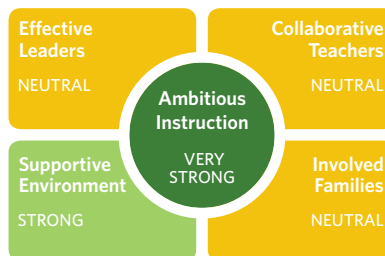 Effective
Leaders
NEUTRAL
Collaborative
Teachers
NEUTRAL
Ambitious
Instruction
VERY
STRONG
Supportive
Environment
STRONG
Involved
Families
NEUTRAL